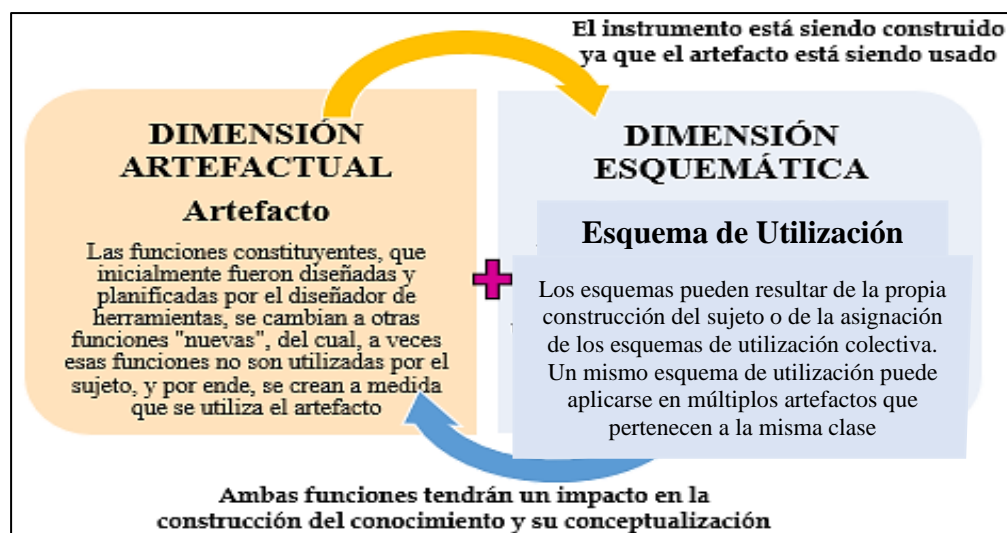 El instrumento está siendo construido
ya que el artefacto está siendo usado
DIMENSIÓN
ARTEFACTUAL
Artefacto
Las funciones constituyentes, que
inicialmente fueron diseñadas y
planificadas por el diseñador de
herramientas, se cambian a otras
funciones "nuevas", del cual, a veces
esas funciones no son utilizadas por el
sujeto, y por ende, se crean a medida
que se utiliza el artefacto
DIMENSIÓN
ESQUEMÁTICA
Esquema de Utilización
Los esquemas pueden resultar de la propia
construcción del sujeto o de la asignación
de los esquemas de utilización colectiva.
Un mismo esquema de utilización puede
aplicarse en múltiplos artefactos que
pertenecen a la misma clase
Ambas funciones tendrán un impacto en la
construcción del conocimiento y su conceptualización